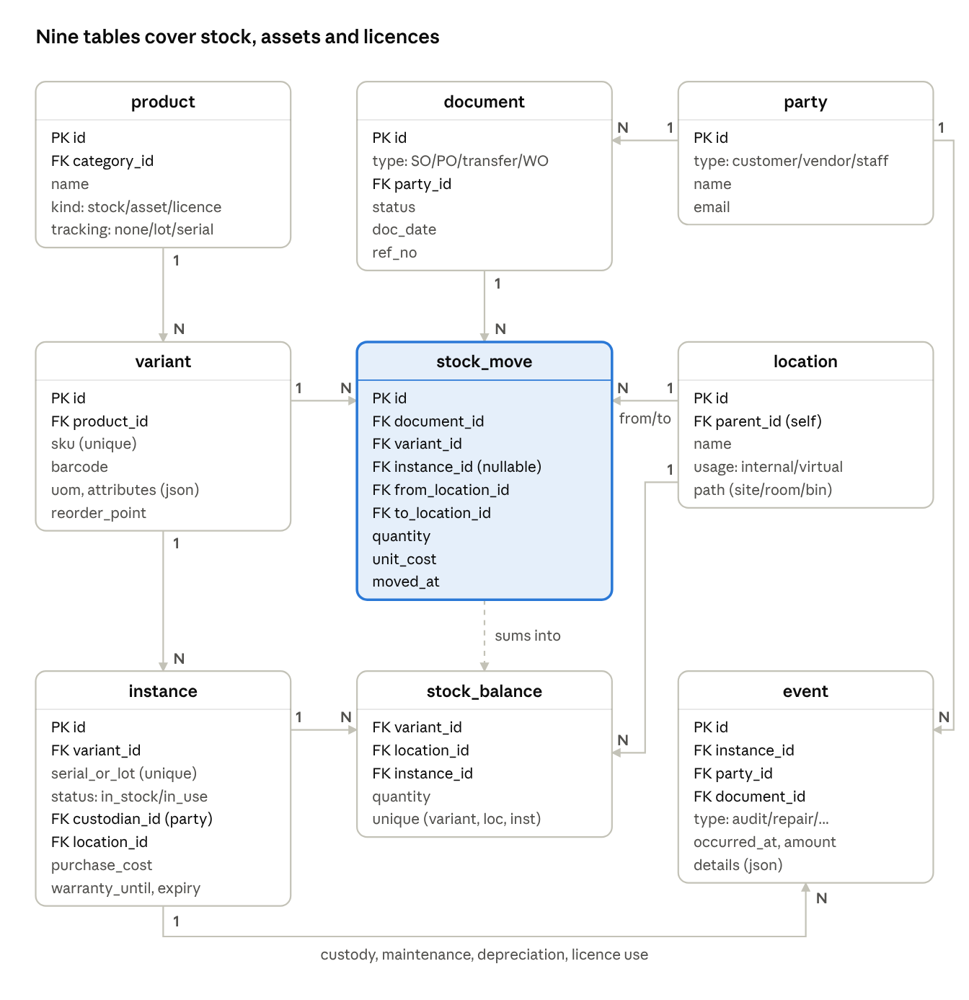 Nine tables cover stock, assets and licences
product
PK id
FK category_id
name
kind: stock/asset/licence
tracking: none/lot/serial
1
N
document
PK id
type: SO/PO/transfer/WO
FK party_id
status
doc_date
ref_no
1
N
N
1
party
PK id
type: customer/vendor/staff
name
email
1
variant
PK id
FK product_id
sku (unique)
barcode
uom, attributes (json)
reorder_point
1
N
1
N
stock_move
PK id
FK document_id
FK variant_id
FK instance_id (nullable)
FK from_location_id
FK to_location_id
quantity
unit_cost
moved_at
sums into
N
1
from/to
1
location
PK id
FK parent_id (self)
name
usage: internal/virtual
path (site/room/bin)
instance
PK id
FK variant_id
serial_or_lot (unique)
status: in_stock/in_use
FK custodian_id (party)
FK location_id
purchase_cost
warranty_until, expiry
1
1
N
stock_balance
FK variant_id
FK location_id
FK instance_id
quantity
unique (variant, loc, inst)
N
event
PK id
FK instance_id
FK party_id
FK document_id
type: audit/repair/...
occurred_at, amount
details (json)
N
N
custody, maintenance, depreciation, licence use